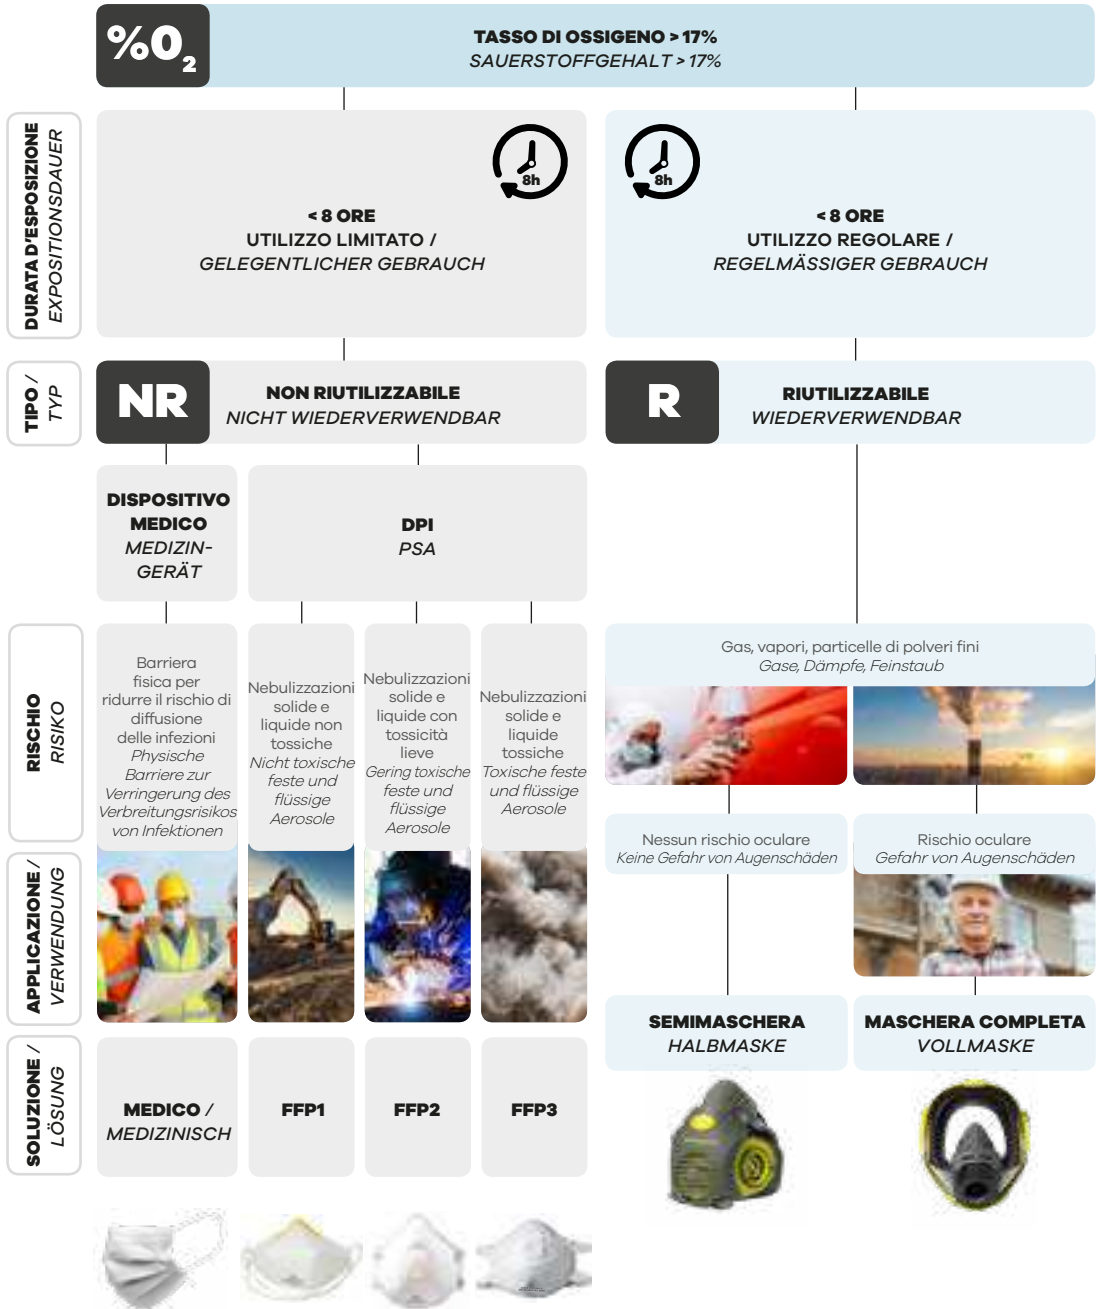 %O2
TASSO DI OSSIGENO > 17%
SAUERSTOFFGEHALT > 17%
DURATA D'ESPOSIZIONE
EXPOSITIONSDAUER
8h
< 8 ORE
UTILIZZO LIMITATO /
GELEGENTLICHER GEBRAUCH
8h
< 8 ORE
UTILIZZO REGOLARE /
REGELMÄSSIGER GEBRAUCH
TIPO /
TYP
NR
NON RIUTILIZZABILE
NICHT WIEDERVERWENDBAR
R
RIUTILIZZABILE
WIEDERVERWENDBAR
DISPOSITIVO
MEDICO
MEDIZIN-
GERÄT
DPI
PSA
RISCHIO
RISIKO
Barriera
fisica per
ridurre il rischio di
diffusione
delle infezioni
Physische
Barriere zur
Verringerung des
Verbreitungsrisikos
von Infektionen
Nebulizzazioni
solide e
liquide non
tossiche
Nicht toxische
feste und
flüssige
Aerosole
Nebulizzazioni
solide e
liquide con
tossicità
lieve
Gering toxische
feste und
flüssige
Aerosole
Nebulizzazioni
solide e
liquide
tossiche
Toxische feste
und flüssige
Aerosole
Gas, vapori, particelle di polveri fini
Gase, Dämpfe, Feinstaub
Nessun rischio oculare
Keine Gefahr von Augenschäden
Rischio oculare
Gefahr von Augenschäden
APPLICAZIONE /
VERWENDUNG
SEMIMASCHERA
HALBMASKE
MASCHERA COMPLETA
VOLLMASKE
SOLUZIONE /
LÖSUNG
MEDICO /
MEDIZINISCH
FFP1
FFP2
FFP3